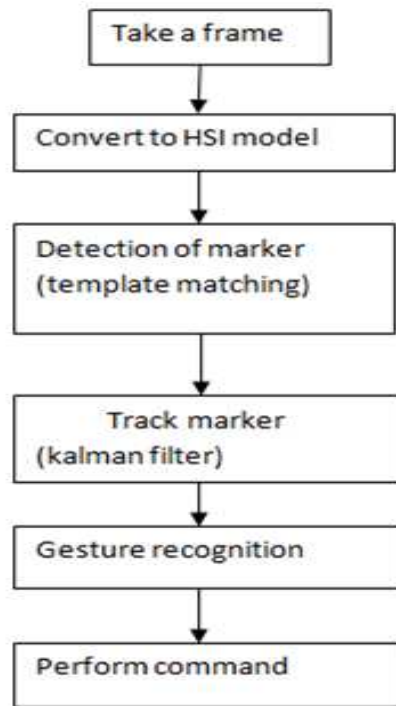 Take a frame
Convert to HSI model
Detection of marker
(template matching)
Track marker
(kalman filter)
Gesture recognition
Perform command